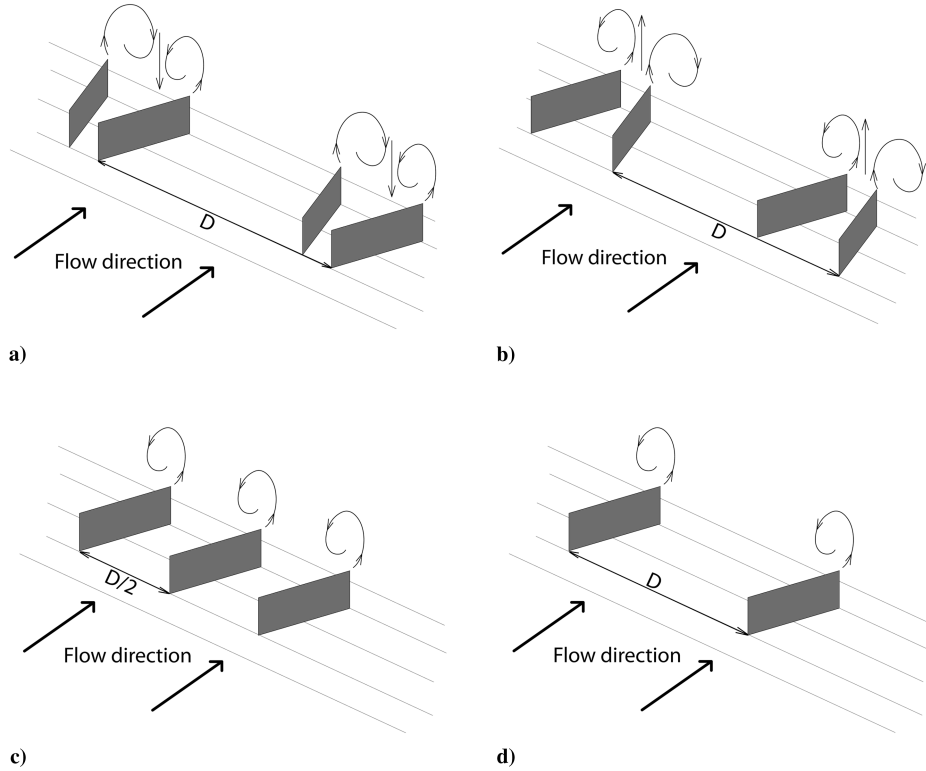 D
Flow direction
a)
D
Flow direction
b)
D/2
Flow direction
c)
D
Flow direction
d)